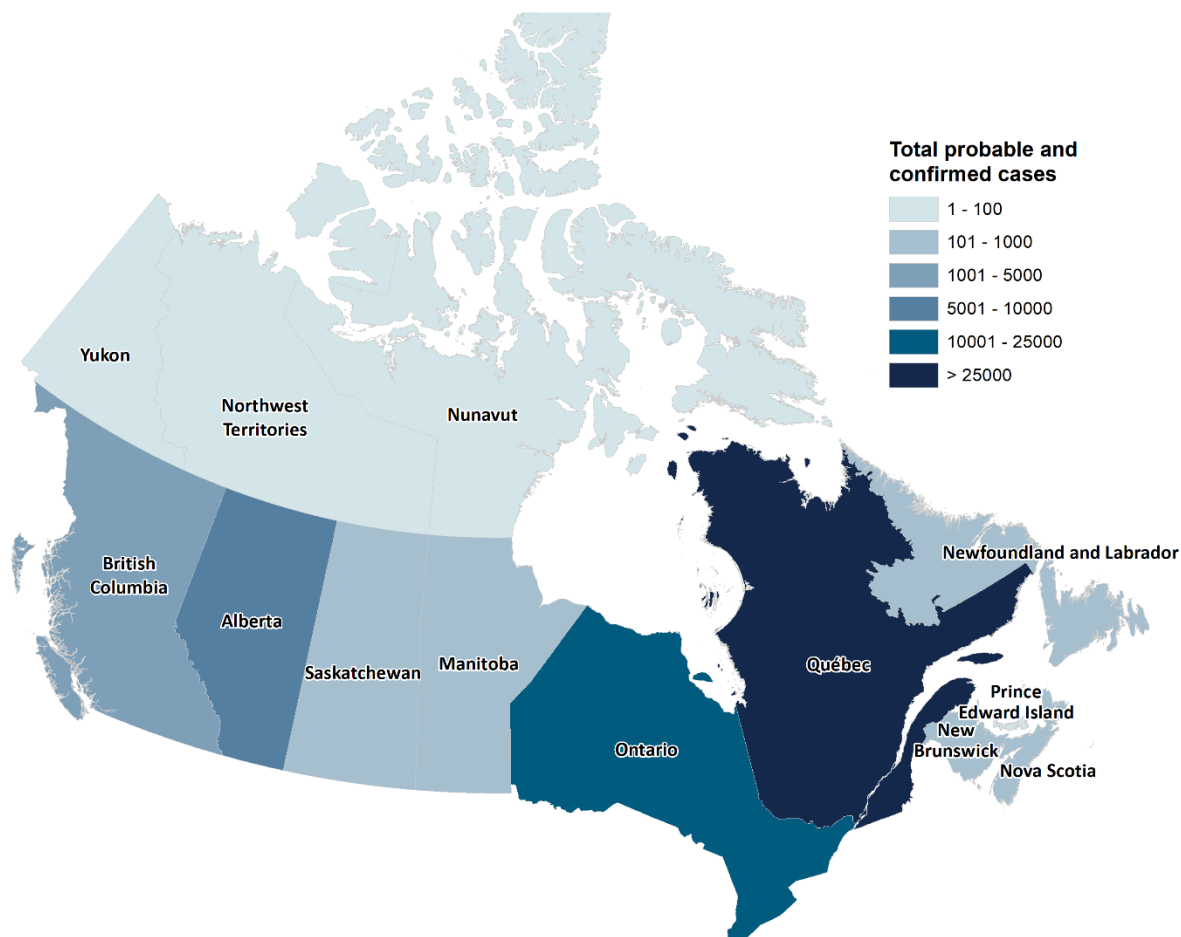 Total probable and
confirmed cases
1 - 100
101 - 1000
1001 - 5000
5001 - 10000
10001 - 25000
> 25000
Yukon
Northwest
Territories
Nunavut
British
Columbia
Alberta
Saskatchewan
Manitoba
Ontario
Québec
Newfoundland and Labrador
Prince
Edward Island
New
Brunswick
Nova Scotia